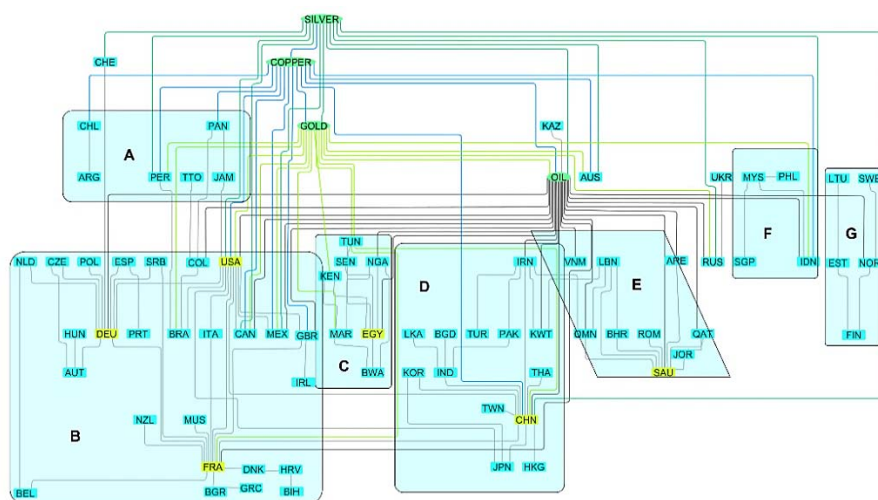 SILVER
CHE
COPPER
CHL PAN GOLD KAZ
A
ARG PER TTO JAM OIL AUS UKR MYS PHL LTU SWE
F
G
TUN
NLD CZE POL ESP SRB COL USA SEN NGA IRN VNM LBN ARE RUS SGP IDN EST NOR
KEN
D
E
HUN DEU PRT BRA ITA CAN MEX GBR MAR EGY LKA BGD TUR PAK KWT OMN BHR ROM QAT FIN
JOR
C
AUT IRL BWA KOR IND THA SAU
TWN
NZL MUS CHN
B
FRA DNK HRV JPN HKG
BEL BGR GRC BIH